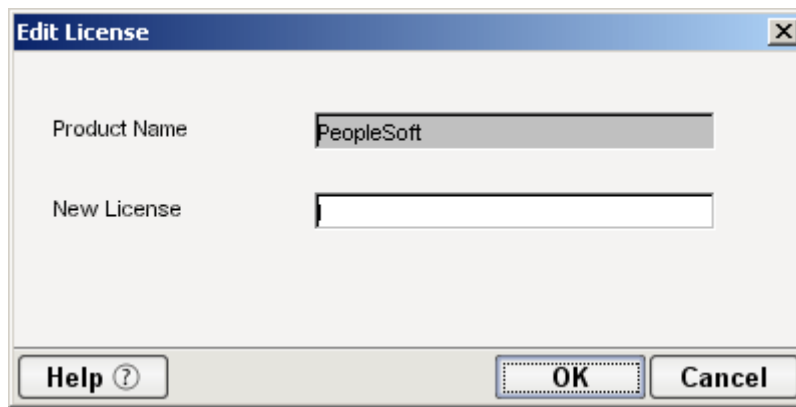 Edit License
Product Name PeopleSoft
New License
Help ? OK Cancel